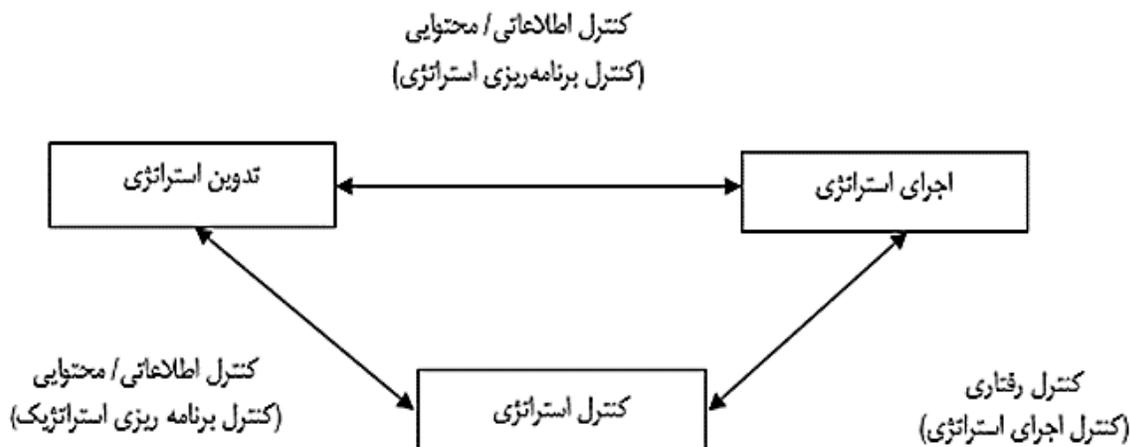 کنترل اطلاعاتی/ محتوایی
(کنترل برنامه‌ریزی استراتژی)
اجرای استراتژی
تدوین استراتژی
کنترل رفتاری
(کنترل اجرای استراتژی)
کنترل استراتژی
کنترل اطلاعاتی/ محتوایی
(کنترل برنامه ریزی استراتژیک)